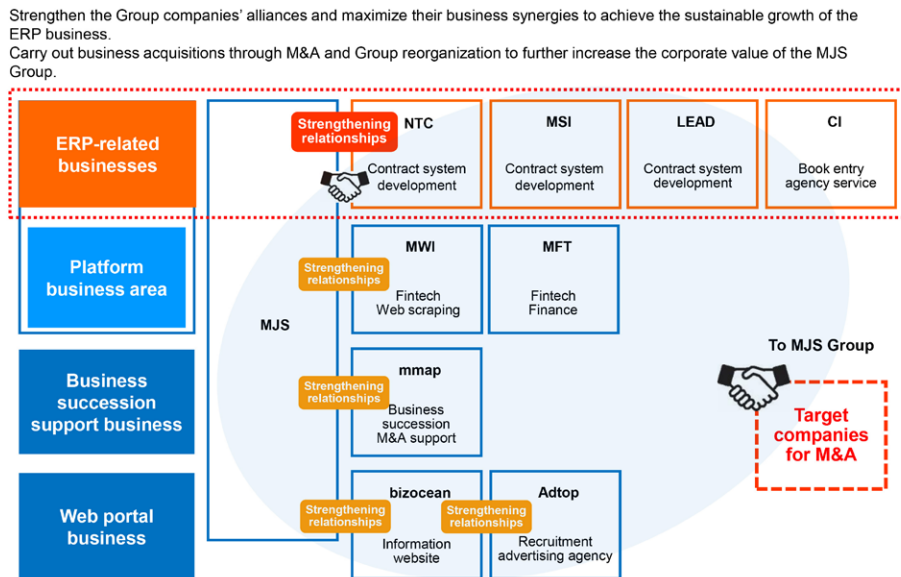 Strengthen the Group companies' alliances and maximize their business synergies to achieve the sustainable growth of the
ERP business.
Carry out business acquisitions through M&A and Group reorganization to further increase the corporate value of the MJS
Group.
ERP-related
businesses
Strengthening
relationships
NTC
Contract system
development
MSI
Contract system
development
LEAD
Contract system
development
CI
Book entry
agency service
Platform
business area
MJS
Strengthening
relationships
MWI
Fintech
Web scraping
MFT
Fintech
Finance
Business
succession
support business
Strengthening
relationships
mmap
Business
succession
M&A support
To MJS Group
Target
companies
for M&A
Web portal
business
Strengthening
relationships
bizocean
Information
website
Strengthening
relationships
Adtop
Recruitment
advertising agency